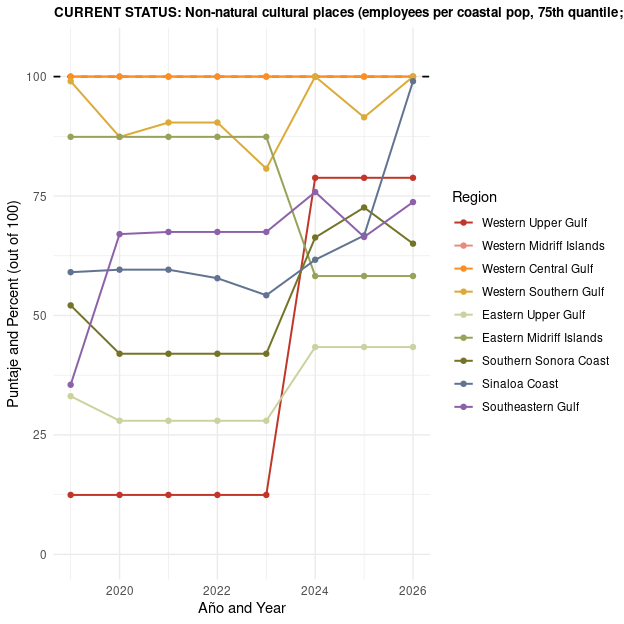 CURRENT STATUS: Non-natural cultural places (employees per coastal pop, 75th quantile;
100
75
50
25
0
Puntaje and Percent (out of 100)
2020
2022
2024
2026
Año and Year
Region
Western Upper Gulf
Western Midriff Islands
Western Central Gulf
Western Southern Gulf
Eastern Upper Gulf
Eastern Midriff Islands
Southern Sonora Coast
Sinaloa Coast
Southeastern Gulf